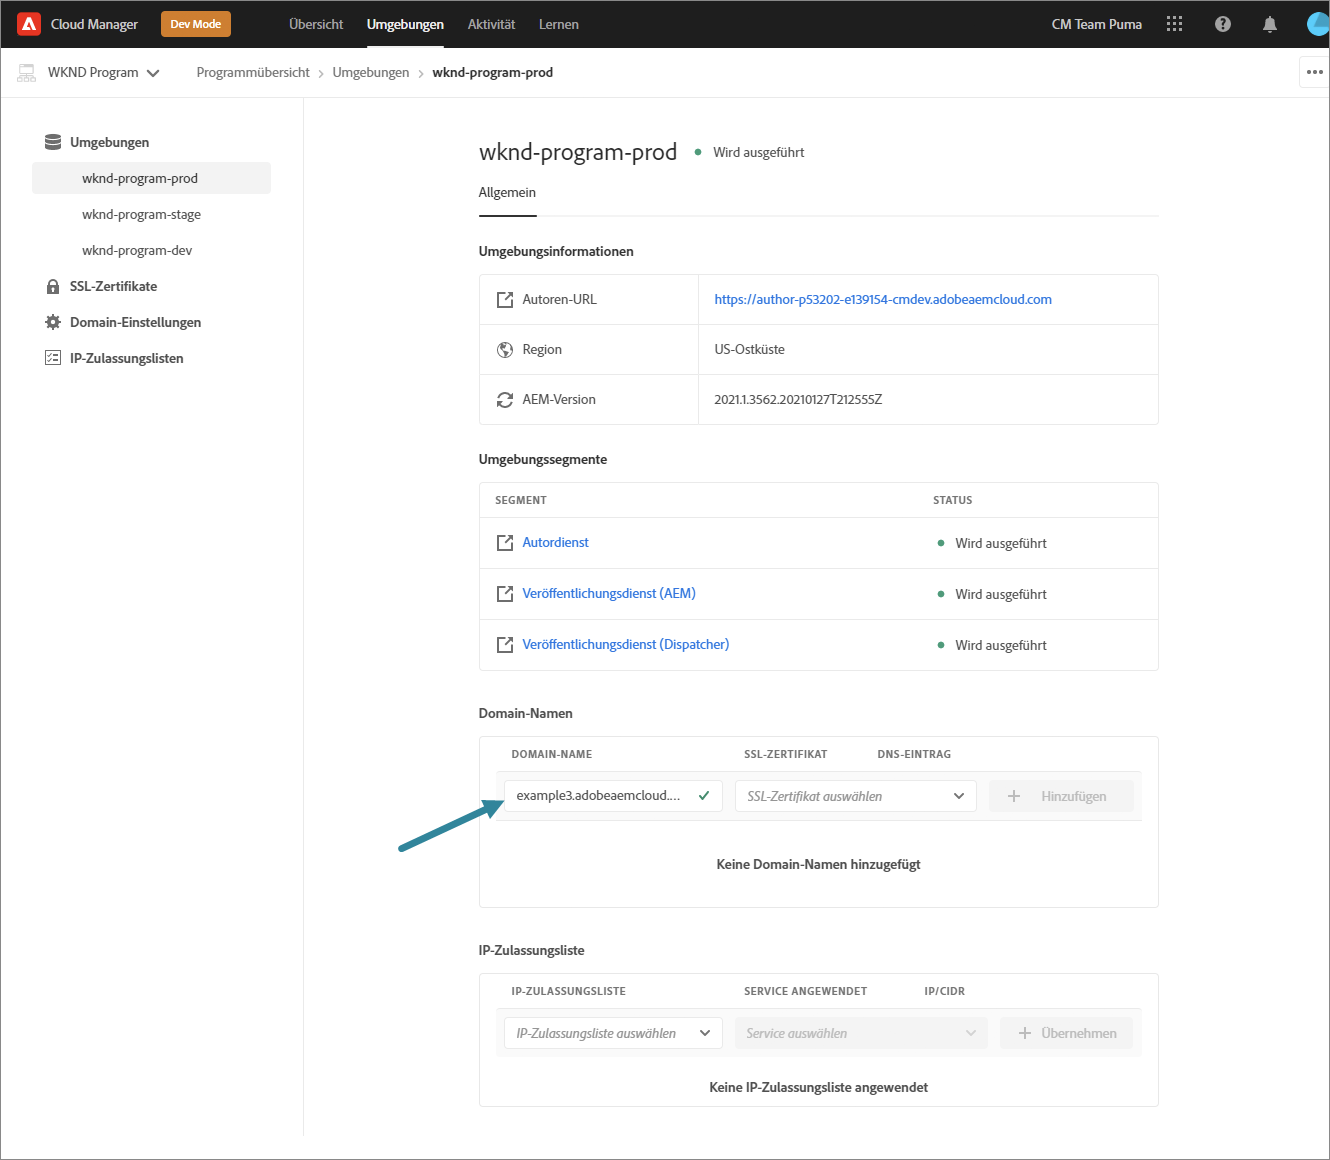 Cloud Manager Dev Mode Übersicht Umgebungen Aktivität Lernen CM Team Puma
WKND Program Programmübersicht Umgebungen wknd-program-prod
Umgebungen
wknd-program-prod
wknd-program-stage
wknd-program-dev
SSL-Zertifikate
Domain-Einstellungen
IP-Zulassungslisten
wknd-program-prod Wird ausgeführt
Allgemein
Umgebungsinformationen
Autoren-URL https://author-p53202-e139154-cmdev.adobeaemcloud.com
Region US-Ostküste
AEM-Version 2021.1.3562.20210127T212555Z
Umgebungssegmente
SEGMENT STATUS
Autordienst Wird ausgeführt
Veröffentlichungsdienst (AEM) Wird ausgeführt
Veröffentlichungsdienst (Dispatcher) Wird ausgeführt
Domain-Namen
DOMAIN-NAME SSL-ZERTIFIKAT DNS-EINTRAG
example3.adobeaemcloud.... SSL-Zertifikat auswählen + Hinzufügen
Keine Domain-Namen hinzugefügt
IP-Zulassungsliste
IP-ZULASSUNGSLISTE SERVICE ANGEWENDET IP/CIDR
IP-Zulassungsliste auswählen Service auswählen + Übernehmen
Keine IP-Zulassungsliste angewendet